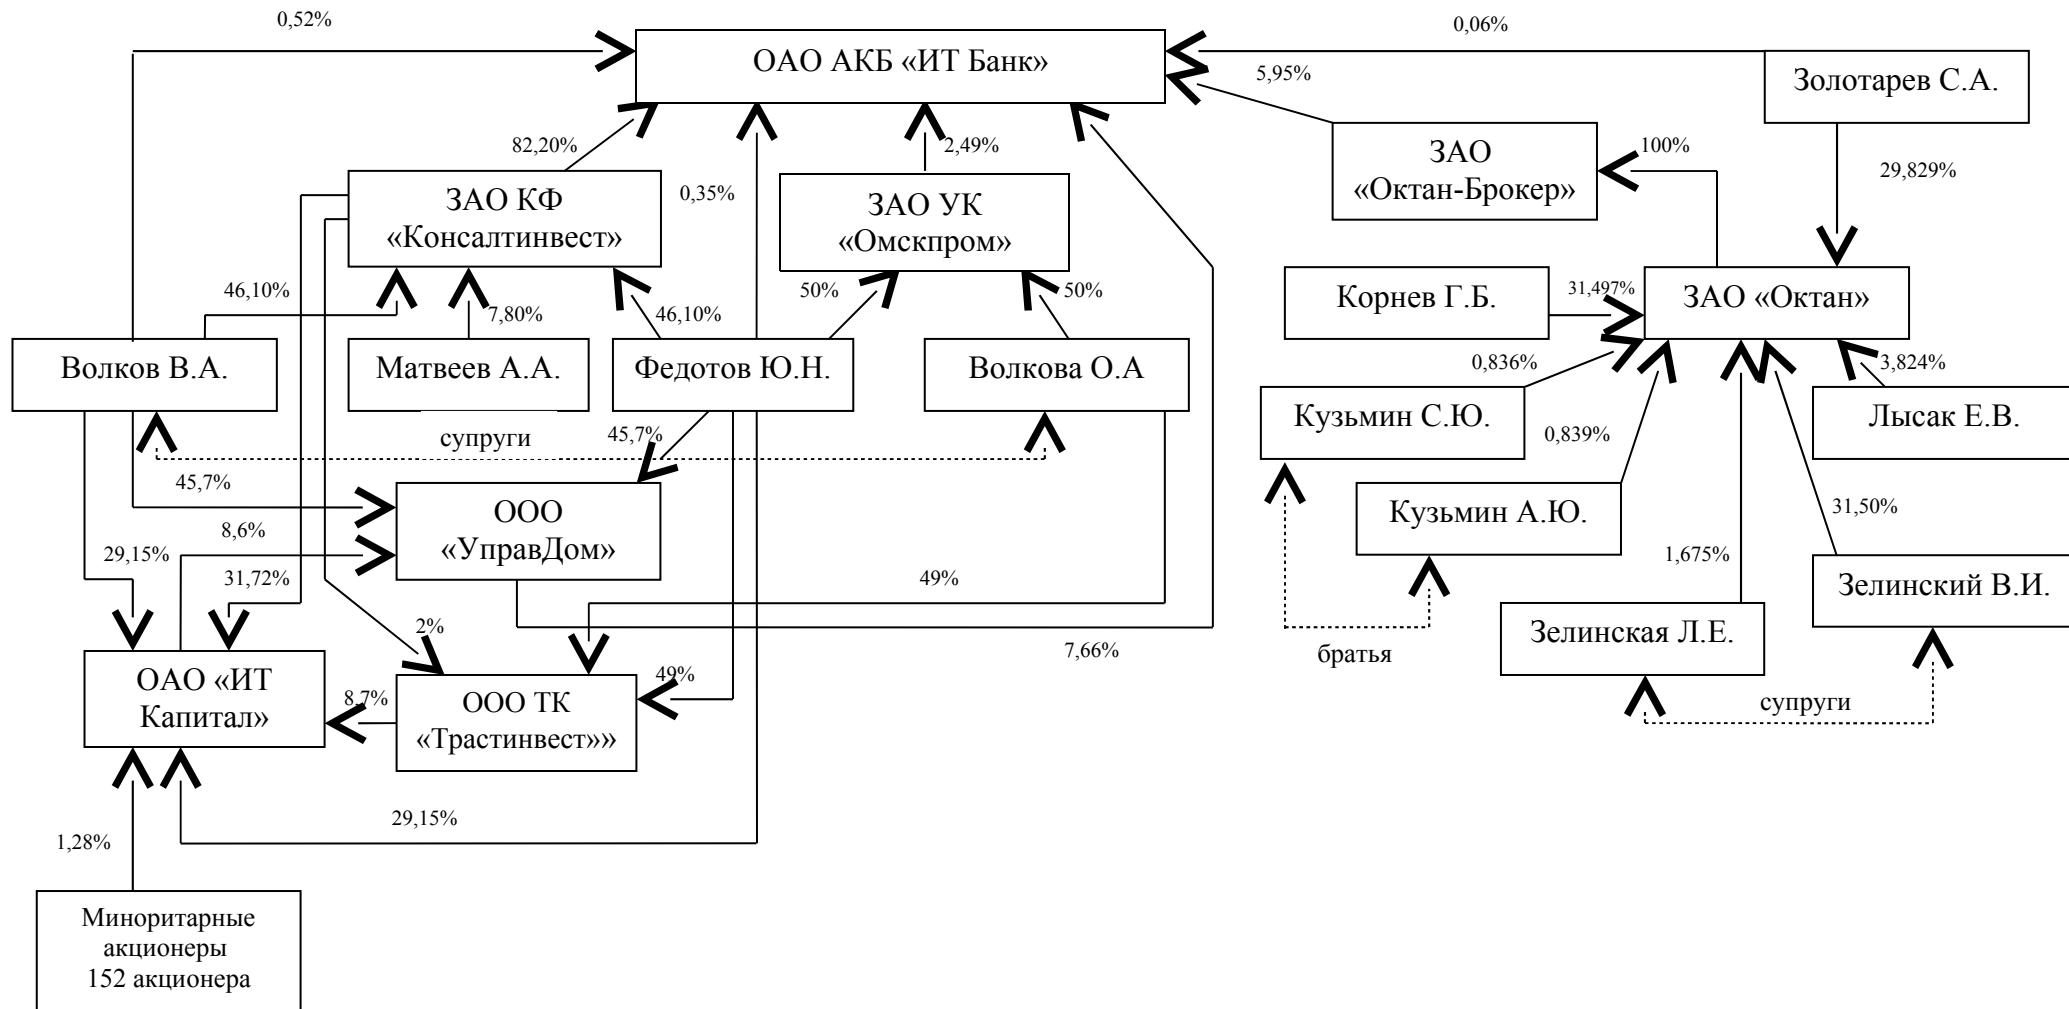 0,52%
0,06%
ОАО АКБ «ИТ Банк»
5,95%
Золотарев С.А.
82,20%
2,49%
ЗАО
«Октан-Брокер»
100%
29,829%
ЗАО КФ
«Консалтинвест»
0,35%
ЗАО УК
«Омскпром»
46,10%
7,80%
46,10%
50%
50%
Корнев Г.Б.
31,497%
ЗАО «Октан»
Волков В.А.
Матвеев А.А.
Федотов Ю.Н.
Волкова О.А
0,836%
3,824%
Кузьмин С.Ю.
Лысак Е.В.
супруги
45,7%
0,839%
45,7%
ООО
«УправДом»
Кузьмин А.Ю.
31,50%
8,6%
29,15%
31,72%
49%
1,675%
Зелинский В.И.
2%
7,66%
братья
Зелинская Л.Е.
ОАО «ИТ
Капитал»
8,7%
49%
ООО ТК
«Трастинвест»»
супруги
29,15%
1,28%
Миноритарные
акционеры
152 акционера